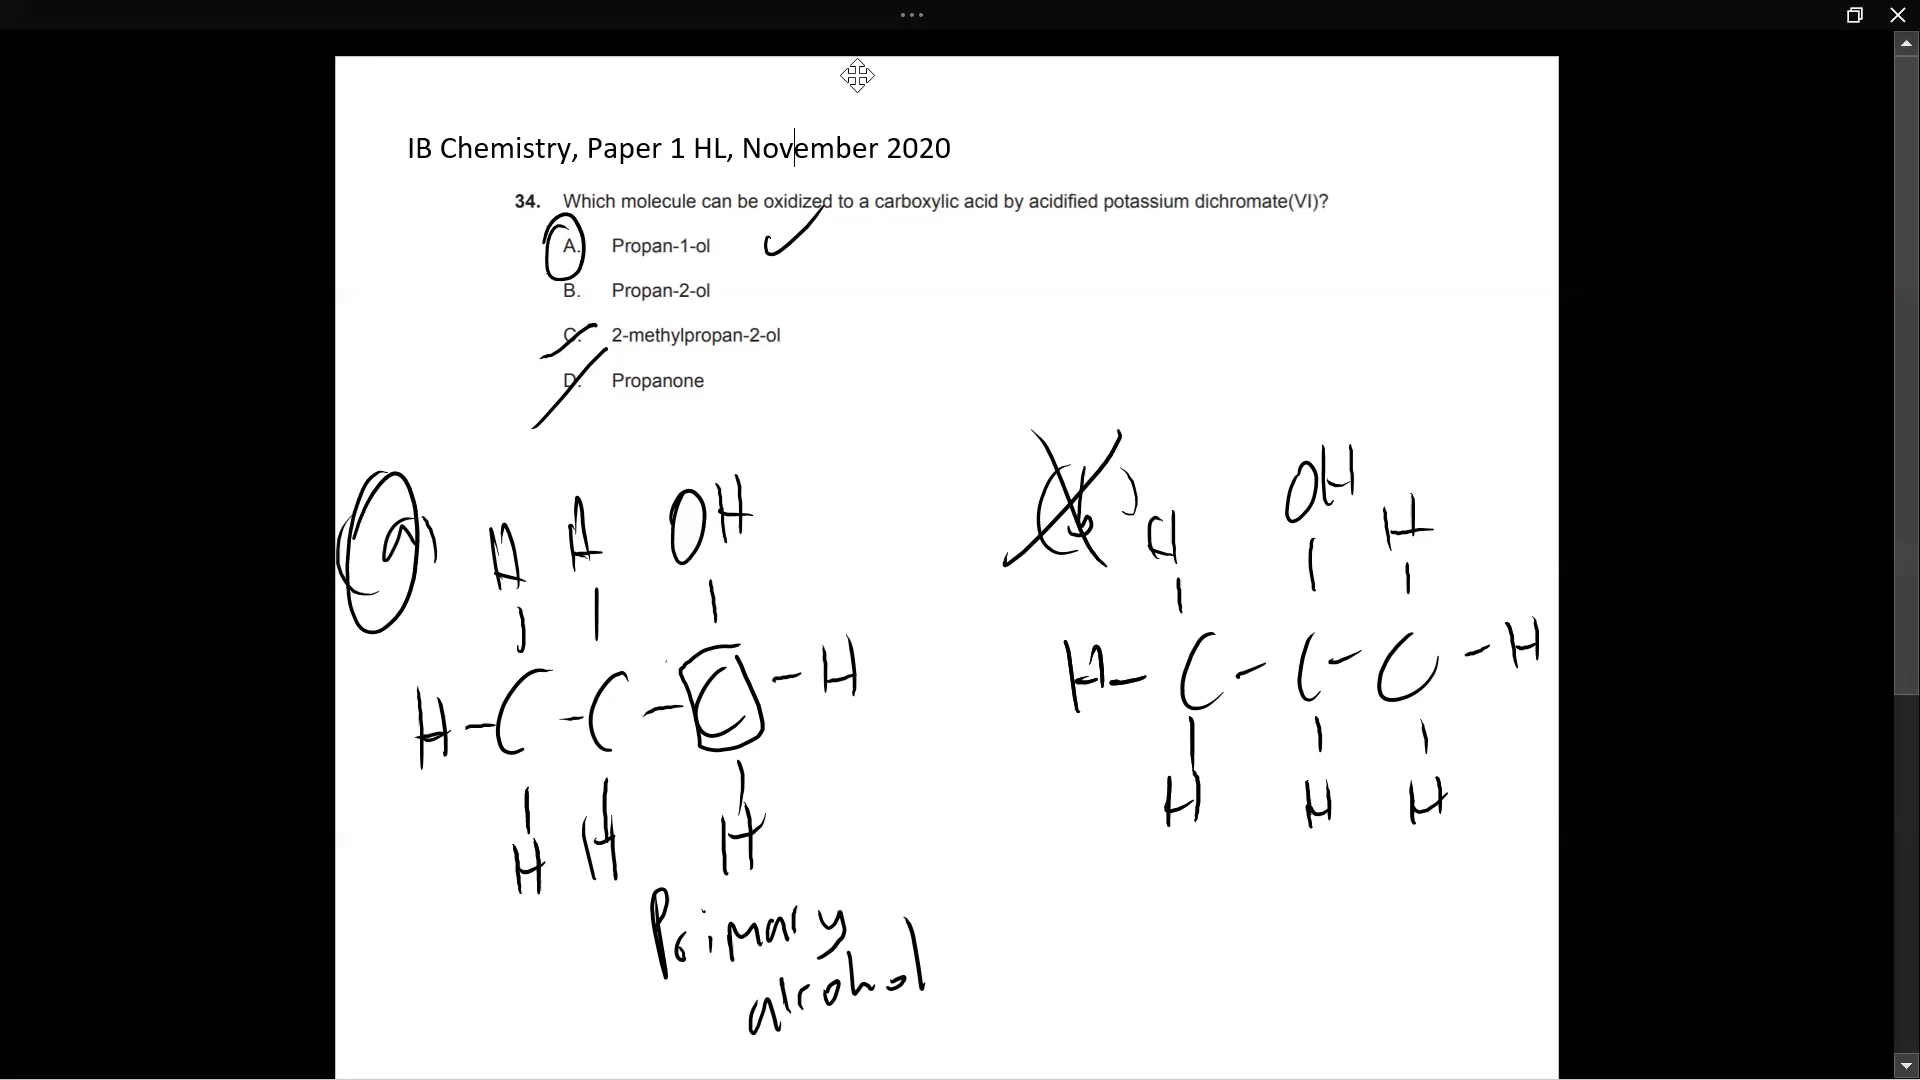 IB Chemistry, Paper 1 HL, November 2020
34. Which molecule can be oxidized to a carboxylic acid by acidified potassium dichromate(VI)?
A. Propan-1-ol
B. Propan-2-ol
C. 2-methylpropan-2-ol
D. Propanone
(a) H H OH
H-C-C-C-H
H H H
Primary
alcohol
(b) H OH H
H-C-C-C-H
H H H